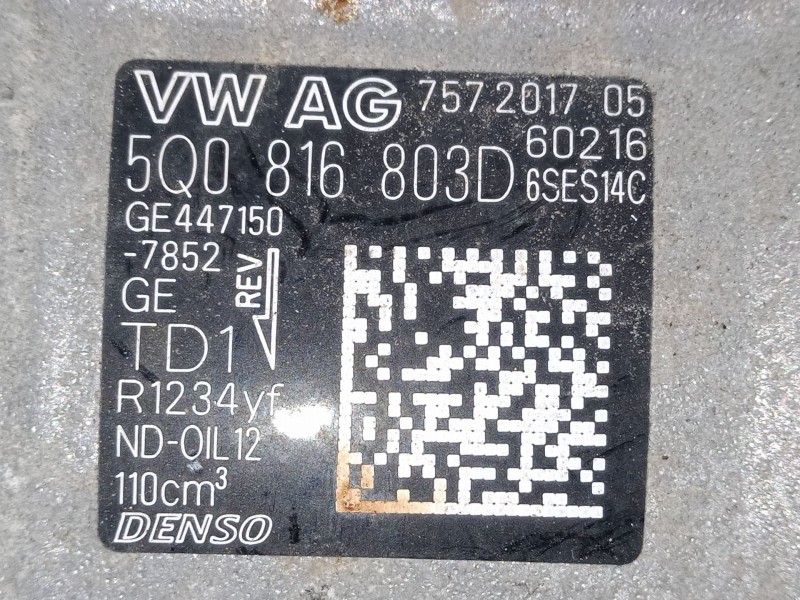 VW AG 757 2017 05
5Q0 816 803D 60216
6SES14C
GE447150
-7852
GE
REV
TD1
R1234yf
ND-OIL12
110cm³
DENSO